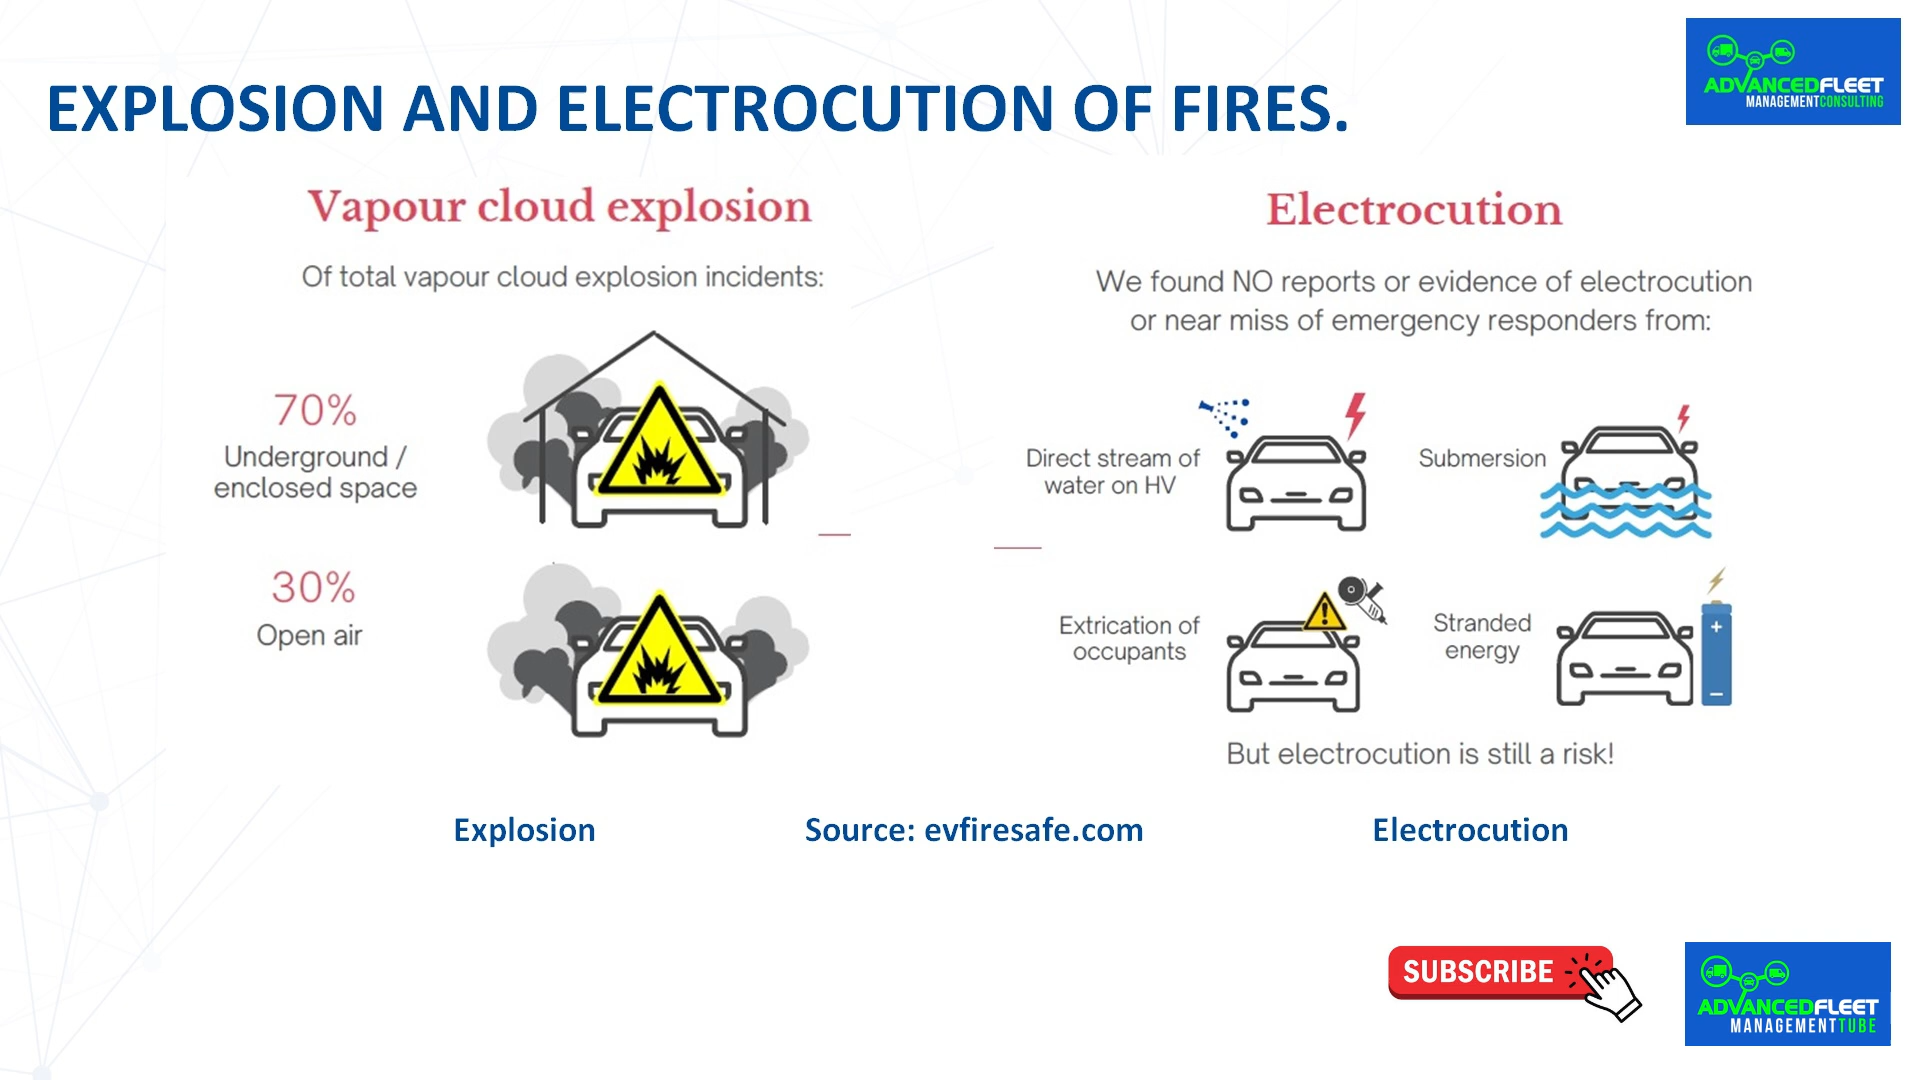 EXPLOSION AND ELECTROCUTION OF FIRES.
ADVANCEDFLEET
MANAGEMENTCONSULTING
Vapour cloud explosion
Of total vapour cloud explosion incidents:
70%
Underground /
enclosed space
30%
Open air
Electrocution
We found NO reports or evidence of electrocution
or near miss of emergency responders from:
Direct stream of
water on HV
Submersion
Extrication of
occupants
Stranded
energy
But electrocution is still a risk!
Explosion
Source: evfiresafe.com
Electrocution
SUBSCRIBE
ADVANCEDFLEET
MANAGEMENTTUBE